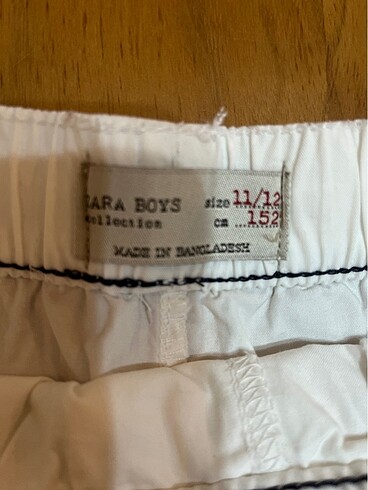 ZARA BOYS size 11/12
collection cm 152
MADE IN BANGLADESH